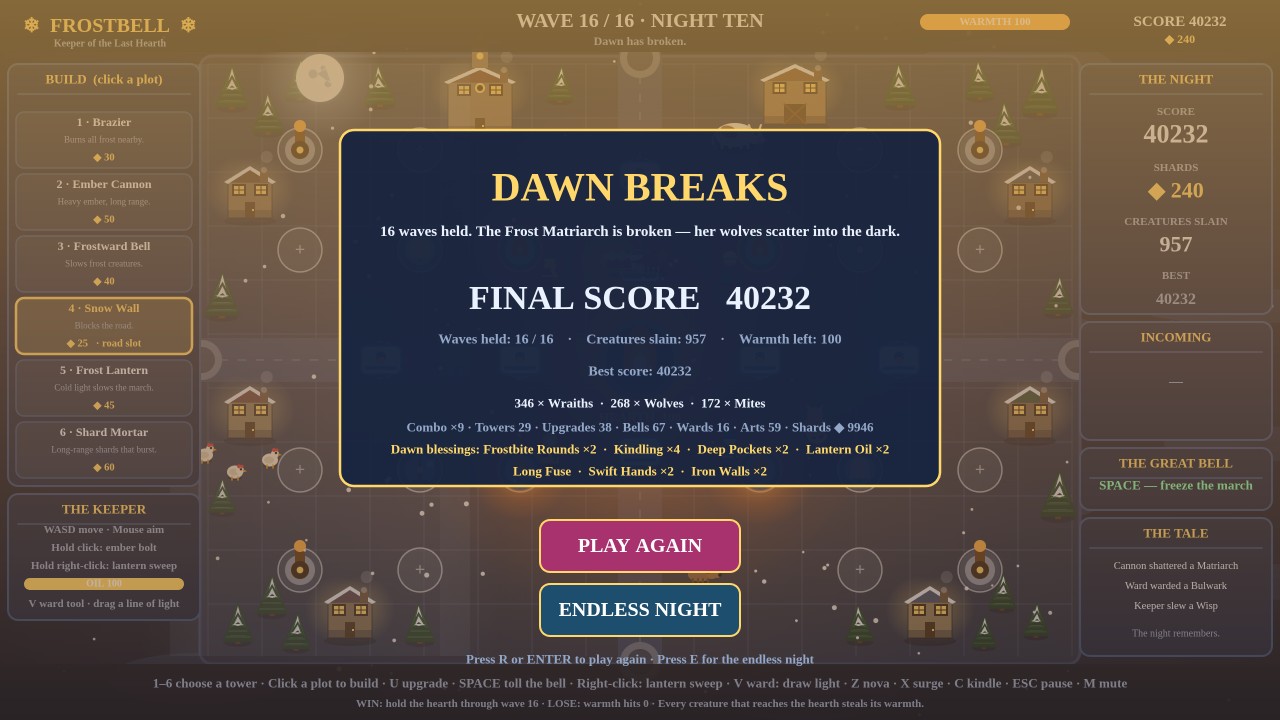 ❄ FROSTBELL ❄
Keeper of the Last Hearth
WAVE 16 / 16 · NIGHT TEN
Dawn has broken.
WARMTH 100
SCORE 40232
◆ 240
BUILD (click a plot)
1 · Brazier
Burns all frost nearby.
◆ 30
2 · Ember Cannon
Heavy ember, long range.
◆ 50
3 · Frostward Bell
Slows frost creatures.
◆ 40
4 · Snow Wall
Blocks the road.
◆ 25 · road slot
5 · Frost Lantern
Cold light slows the march.
◆ 45
6 · Shard Mortar
Long-range shards that burst.
◆ 60
THE KEEPER
WASD move · Mouse aim
Hold click: ember bolt
Hold right-click: lantern sweep
OIL 100
V ward tool · drag a line of light
DAWN BREAKS
16 waves held. The Frost Matriarch is broken — her wolves scatter into the dark.
FINAL SCORE 40232
Waves held: 16 / 16 · Creatures slain: 957 · Warmth left: 100
Best score: 40232
346 × Wraiths · 268 × Wolves · 172 × Mites
Combo ×9 · Towers 29 · Upgrades 38 · Bells 67 · Wards 16 · Arts 59 · Shards ◆ 9946
Dawn blessings: Frostbite Rounds ×2 · Kindling ×4 · Deep Pockets ×2 · Lantern Oil ×2
Long Fuse · Swift Hands ×2 · Iron Walls ×2
PLAY AGAIN
ENDLESS NIGHT
Press R or ENTER to play again · Press E for the endless night
THE NIGHT
SCORE
40232
SHARDS
◆ 240
CREATURES SLAIN
957
BEST
40232
INCOMING
—
THE GREAT BELL
SPACE — freeze the march
THE TALE
Cannon shattered a Matriarch
Ward warded a Bulwark
Keeper slew a Wisp
The night remembers.
1–6 choose a tower · Click a plot to build · U upgrade · SPACE toll the bell · Right-click: lantern sweep · V ward: draw light · Z nova · X surge · C kindle · ESC pause · M mute
WIN: hold the hearth through wave 16 · LOSE: warmth hits 0 · Every creature that reaches the hearth steals its warmth.